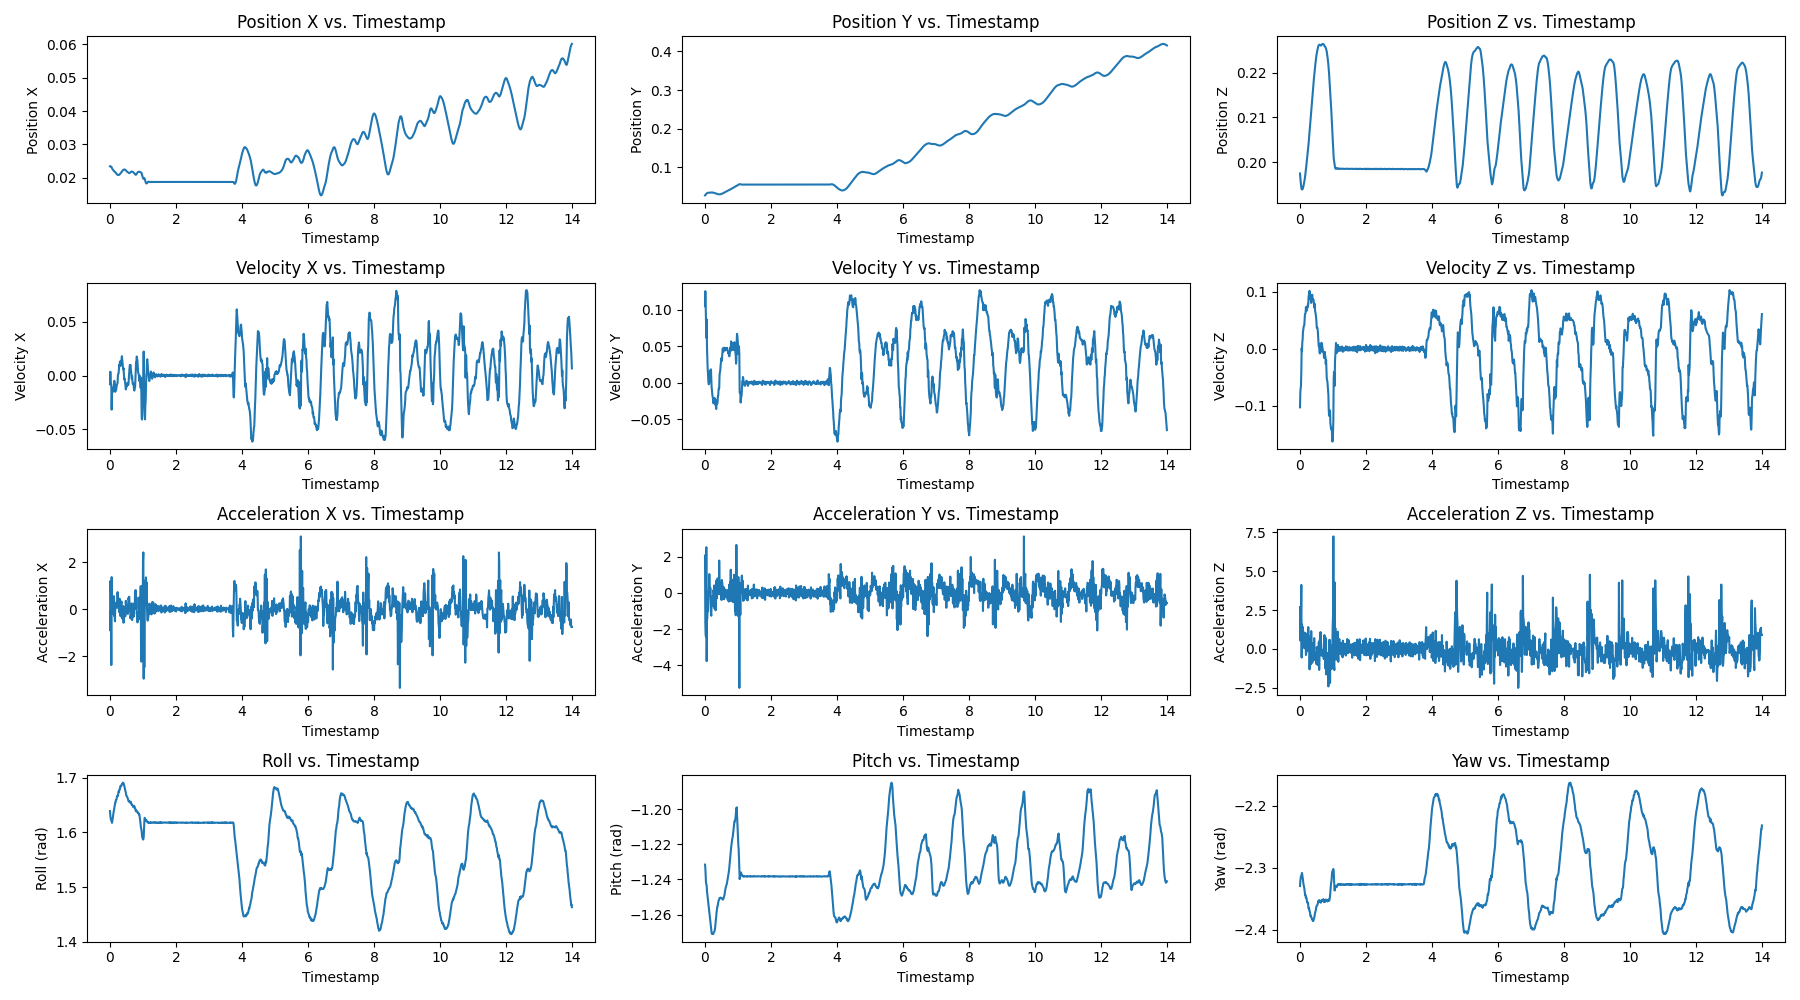 Position X vs. Timestamp
Position X
0.06
0.05
0.04
0.03
0.02
0 2 4 6 8 10 12 14
Timestamp
Position Y vs. Timestamp
Position Y
0.4
0.3
0.2
0.1
0 2 4 6 8 10 12 14
Timestamp
Position Z vs. Timestamp
Position Z
0.22
0.21
0.20
0 2 4 6 8 10 12 14
Timestamp
Velocity X vs. Timestamp
Velocity X
0.05
0.00
−0.05
0 2 4 6 8 10 12 14
Timestamp
Velocity Y vs. Timestamp
Velocity Y
0.10
0.05
0.00
−0.05
0 2 4 6 8 10 12 14
Timestamp
Velocity Z vs. Timestamp
Velocity Z
0.1
0.0
−0.1
0 2 4 6 8 10 12 14
Timestamp
Acceleration X vs. Timestamp
Acceleration X
2
0
−2
0 2 4 6 8 10 12 14
Timestamp
Acceleration Y vs. Timestamp
Acceleration Y
2
0
−2
−4
0 2 4 6 8 10 12 14
Timestamp
Acceleration Z vs. Timestamp
Acceleration Z
7.5
5.0
2.5
0.0
−2.5
0 2 4 6 8 10 12 14
Timestamp
Roll vs. Timestamp
Roll (rad)
1.7
1.6
1.5
1.4
0 2 4 6 8 10 12 14
Timestamp
Pitch vs. Timestamp
Pitch (rad)
−1.20
−1.22
−1.24
−1.26
0 2 4 6 8 10 12 14
Timestamp
Yaw vs. Timestamp
Yaw (rad)
−2.2
−2.3
−2.4
0 2 4 6 8 10 12 14
Timestamp